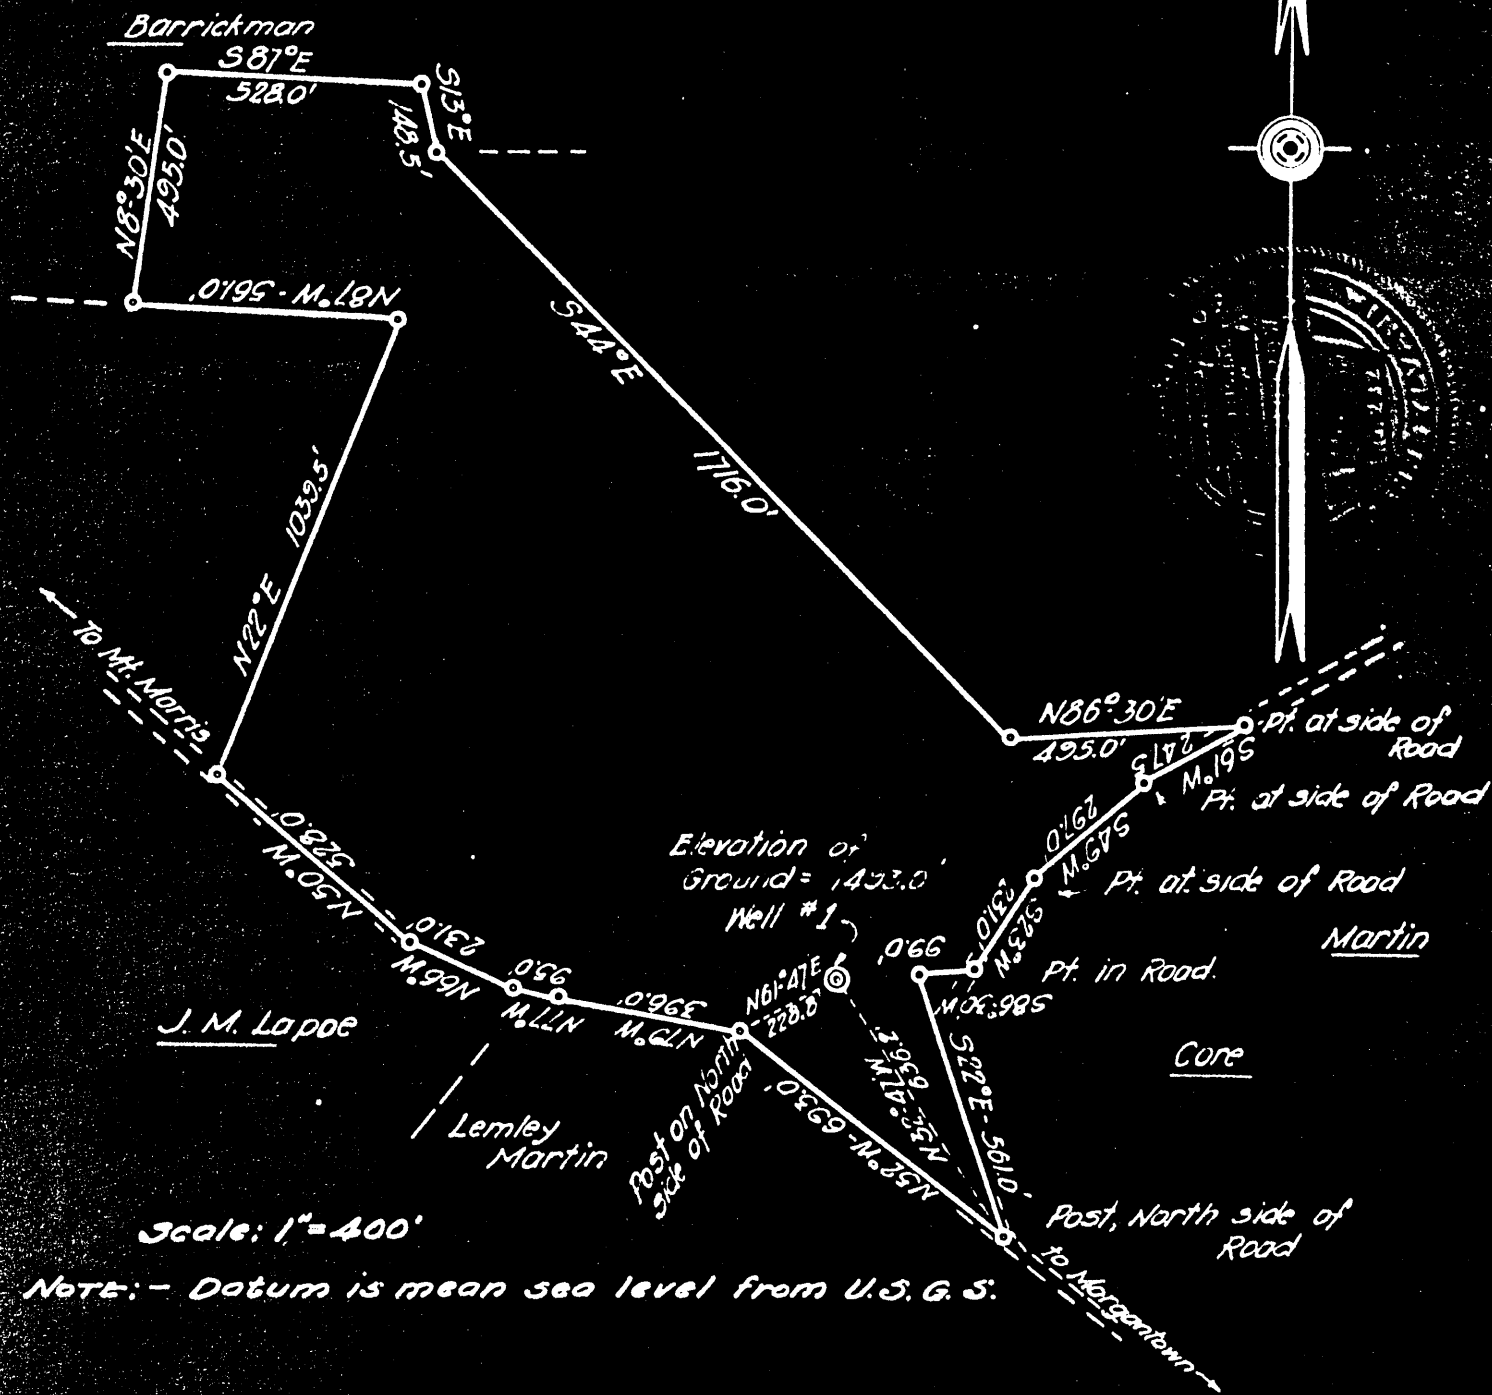 Barrickman
S87°E
528.0'
S13°E
148.5'
N8°-30'E
495.0'
N87°W - 561.0'
S44°E
1716.0'
N22°E 1039.5'
To Mt. Morris
N86°-30'E
495.0'
Pt. at side of
Road
S61°W
247.5
Pt. at side of Road
297.0'
S49°W
Pt. at side of Road
231.0'
S23°W
Pt. in Road.
99.0'
S86°-30'W
Martin
Core
Elevation of
Ground =
Well #1
N61°-47'E
228.8'
N32°-47'W
S22°E - 561.0'
N52°W - 693.0'
528.0'
N50°W
231.0'
N66°W
N77°W
396.0'
N79°W
J. M. Lapoe
Lemley
Martin
Post on North
side of Road
Post, North side of
Road
to Morgantown
Scale: 1"=400'
NOTE:- Datum is mean sea level from U.S.G.S.